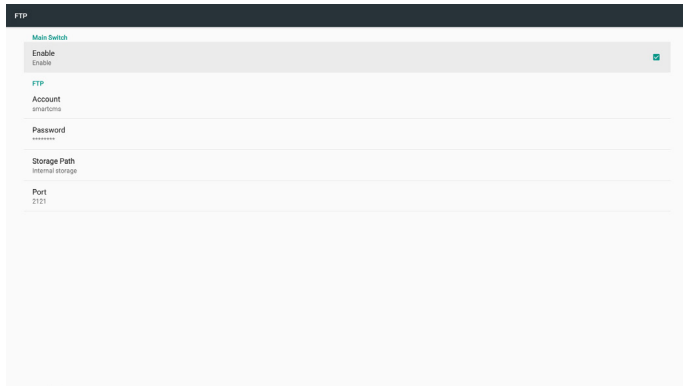 FTP
Main Switch
Enable
Enable
FTP
Account
smartcms
Password
********
Storage Path
Internal storage
Port
2121